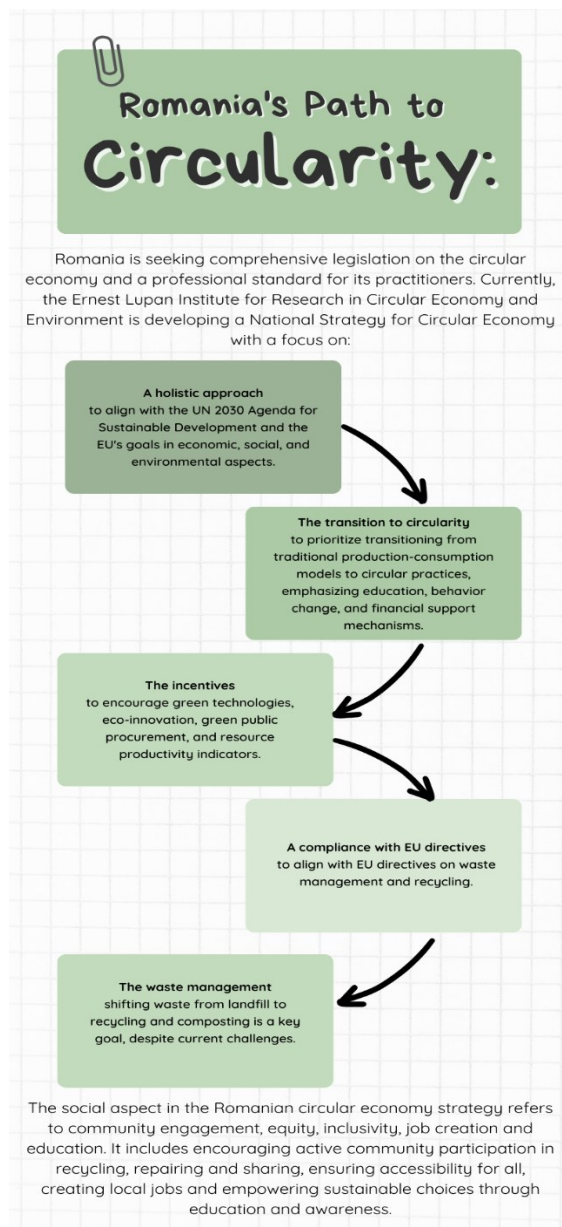 Romania's Path to
Circularity:
Romania is seeking comprehensive legislation on the circular
economy and a professional standard for its practitioners. Currently,
the Ernest Lupan Institute for Research in Circular Economy and
Environment is developing a National Strategy for Circular Economy
with a focus on:
A holistic approach
to align with the UN 2030 Agenda for
Sustainable Development and the
EU's goals in economic, social, and
environmental aspects.
The transition to circularity
to prioritize transitioning from
traditional production-consumption
models to circular practices,
emphasizing education, behavior
change, and financial support
mechanisms.
The incentives
to encourage green technologies,
eco-innovation, green public
procurement, and resource
productivity indicators.
A compliance with EU directives
to align with EU directives on waste
management and recycling.
The waste management
shifting waste from landfill to
recycling and composting is a key
goal, despite current challenges.
The social aspect in the Romanian circular economy strategy refers
to community engagement, equity, inclusivity, job creation and
education. It includes encouraging active community participation in
recycling, repairing and sharing, ensuring accessibility for all,
creating local jobs and empowering sustainable choices through
education and awareness.